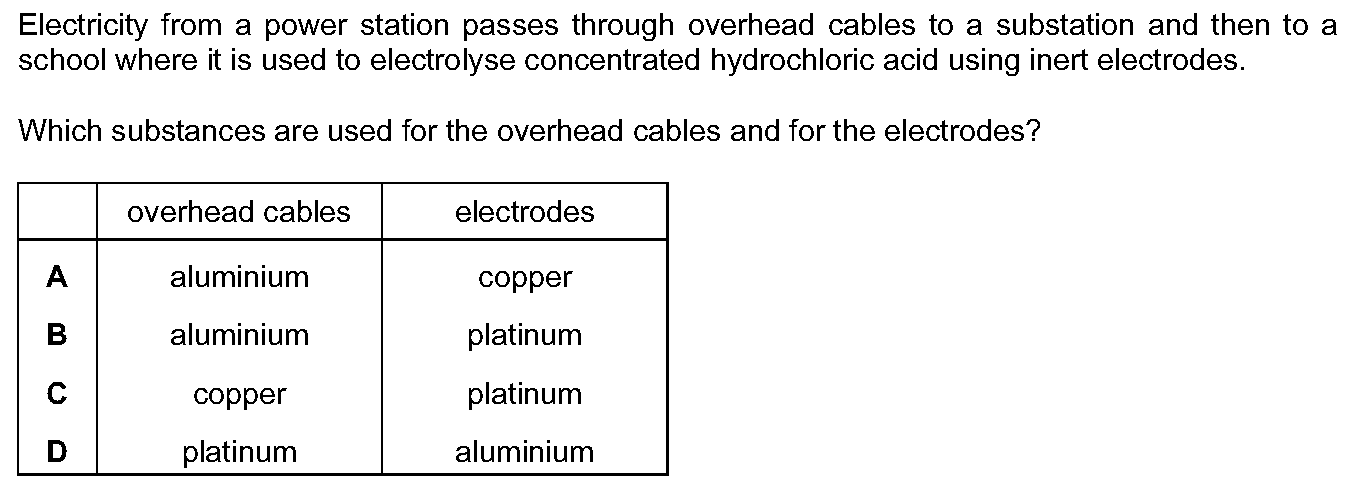 Electricity from a power station passes through overhead cables to a substation and then to a
school where it is used to electrolyse concentrated hydrochloric acid using inert electrodes.
Which substances are used for the overhead cables and for the electrodes?
overhead cables electrodes
A aluminium copper
B aluminium platinum
C copper platinum
D platinum aluminium